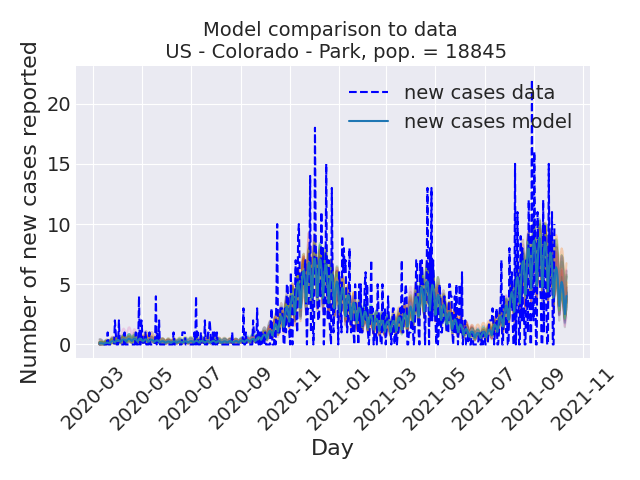 Model comparison to data
US - Colorado - Park, pop. = 18845
Number of new cases reported
20
15
10
5
0
new cases data
new cases model
2020-03
2020-05
2020-07
2020-09
2020-11
2021-01
2021-03
2021-05
2021-07
2021-09
2021-11
Day